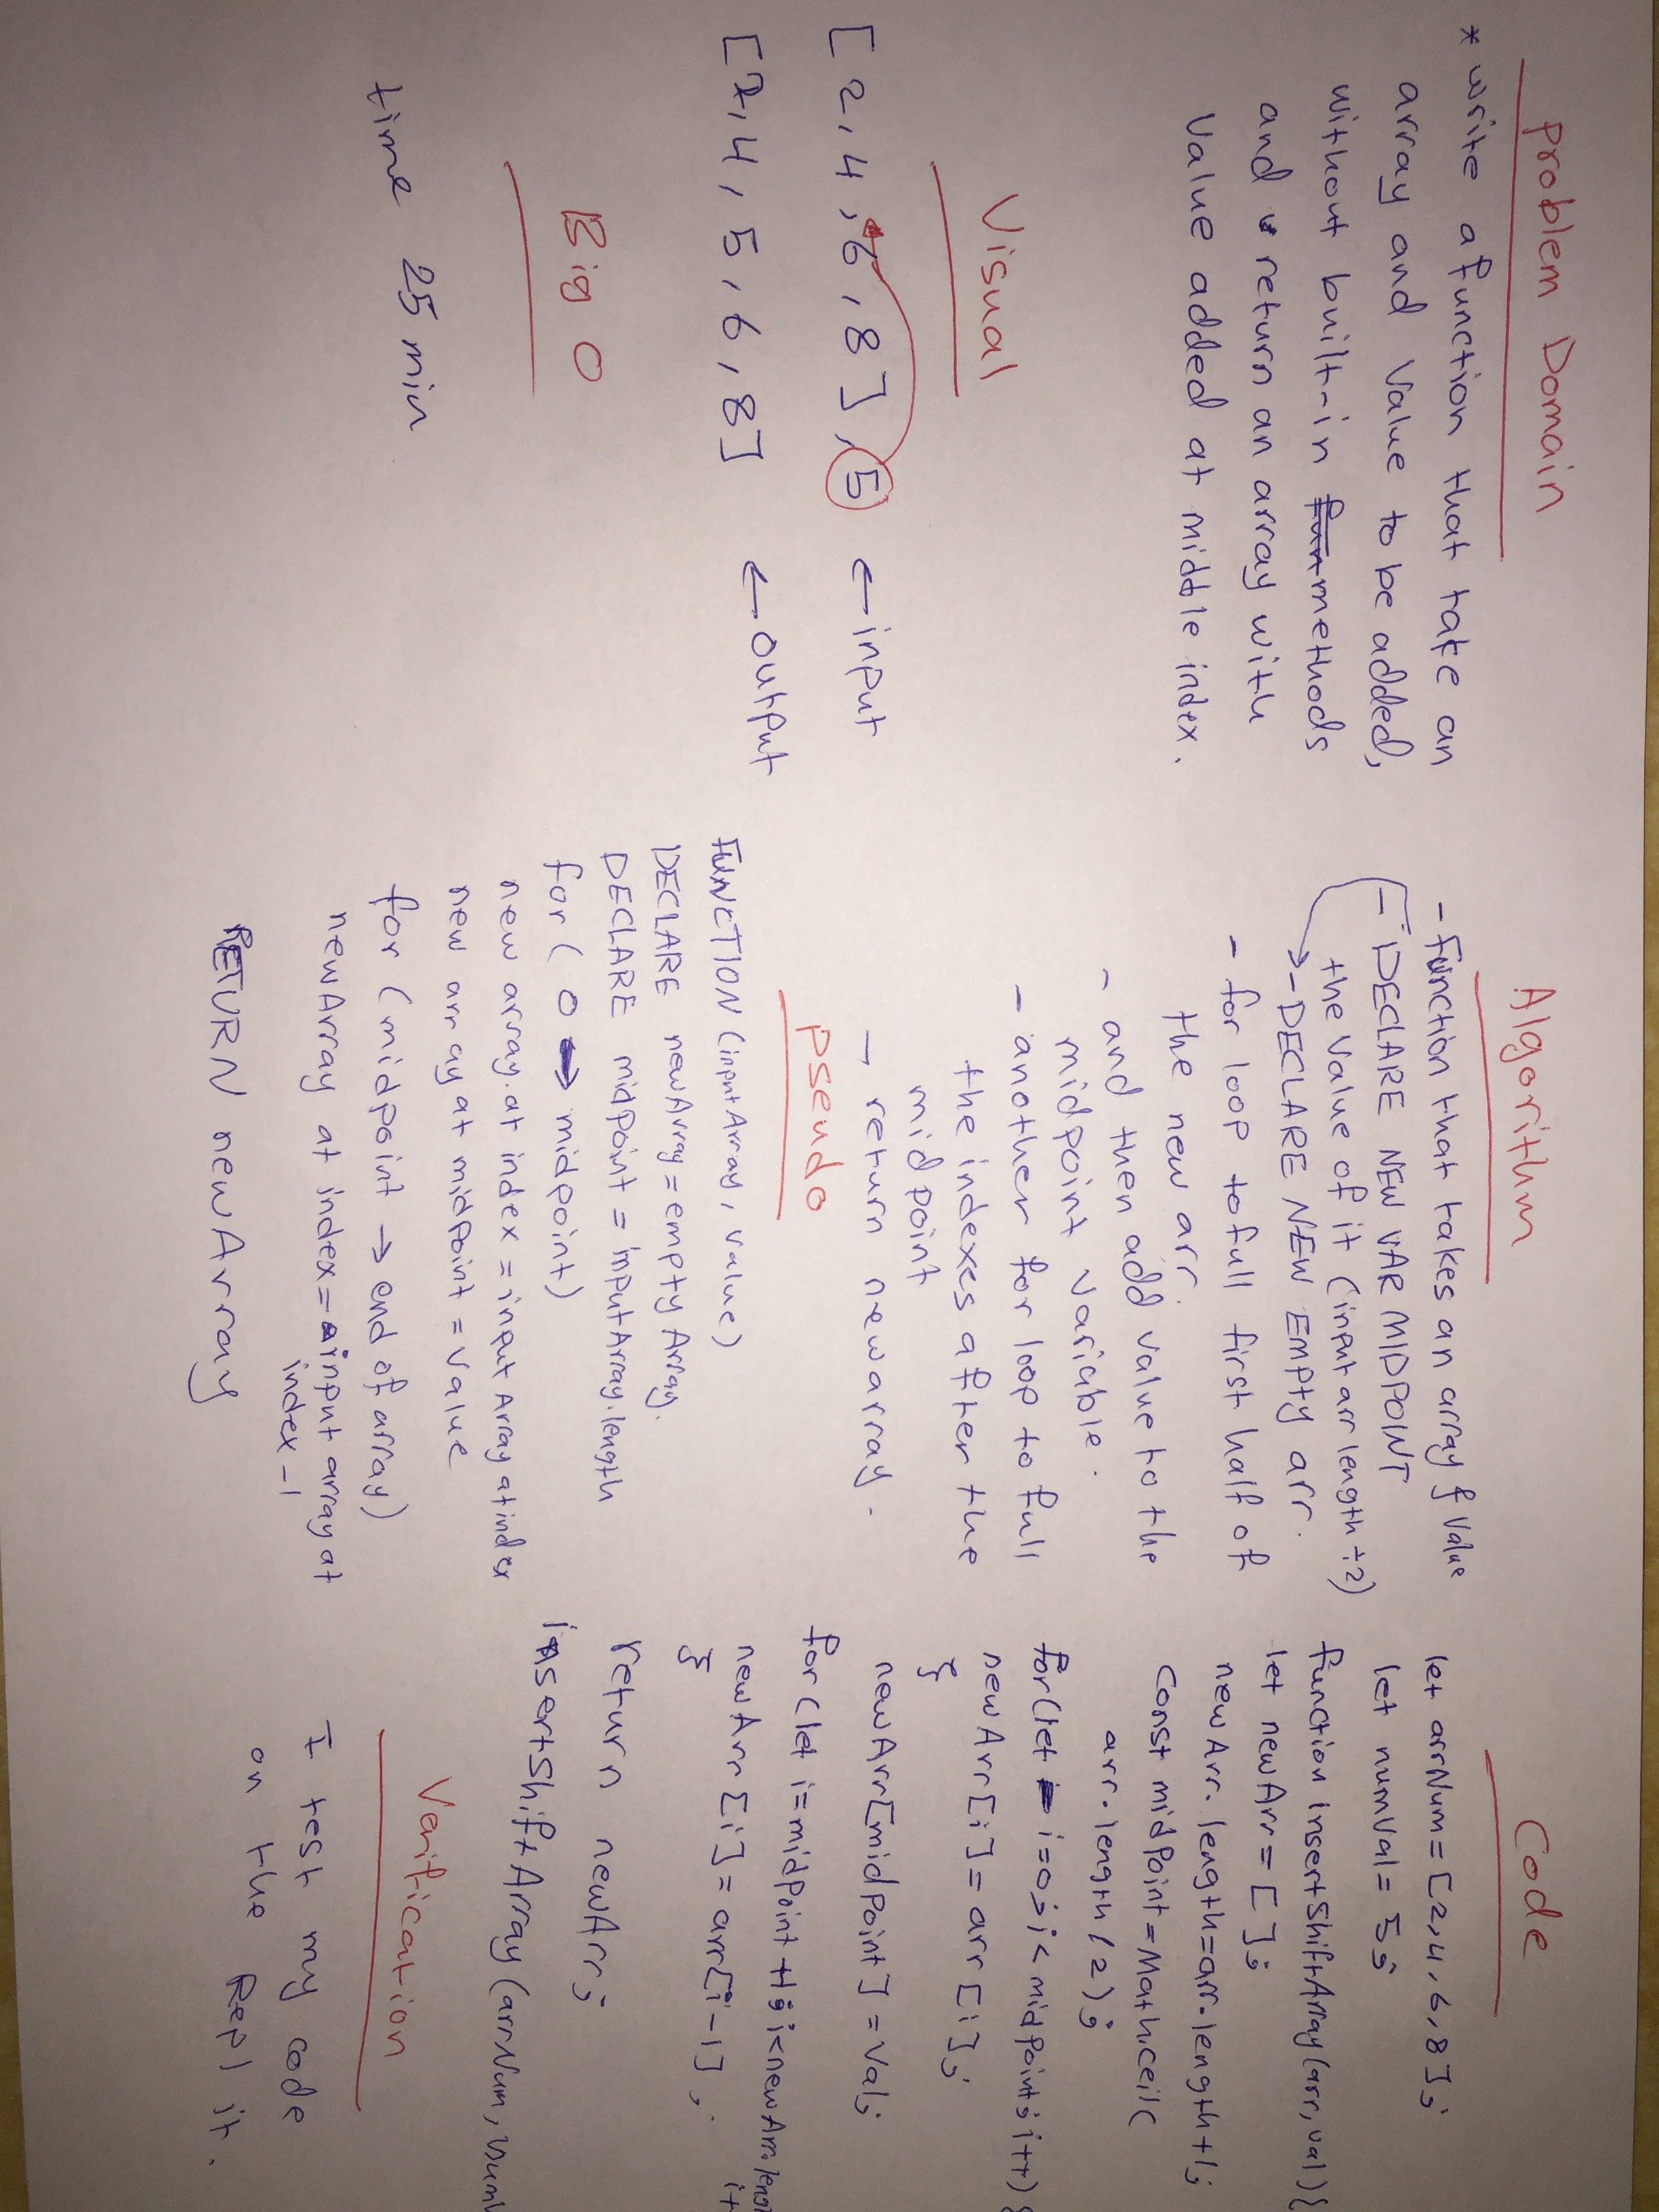 Problem Domain
* write a function that take an
array and value to be added,
without built-in methods
and return an array with
value added at middle index.
Visual
[2,4,6,8], 5 ← input
[2,4,5,6,8] ← output
Big O
time 25 min
Algorithm
- function that takes an array & value
- DECLARE NEW VAR MIDPOINT
the value of it (input arr length ÷2)
→ - DECLARE NEW EMPTY arr.
- for loop to full first half of
the new arr.
- and then add value to the
midpoint variable.
- another for loop to full
the indexes after the
midpoint
- return new array.
Pseudo
FUNCTION (inputArray, value)
DECLARE newArray = empty Array.
DECLARE midpoint = inputArray.length
for ( 0 → midpoint)
new array at index = input Array at index
new array at midpoint = value
for (midpoint → end of array)
newArray at index = input array at
index -1
RETURN newArray
Code
let arrNum=[2,4,6,8];
let numVal= 5;
function insertShiftArray(arr,val){
let newArr=[];
newArr.length=arr.length+1;
const midPoint=Math.ceil(
arr.length/2);
for(let i=0;i<midPoint;i++){
newArr[i]=arr[i];
}
newArr[midPoint]=val;
for(let i=midPoint+1;i<newArr.length
i++
newArr[i]=arr[i-1];
}
return newArr;
insertShiftArray(arrNum,num
Verification
I test my code
on the Repl it.